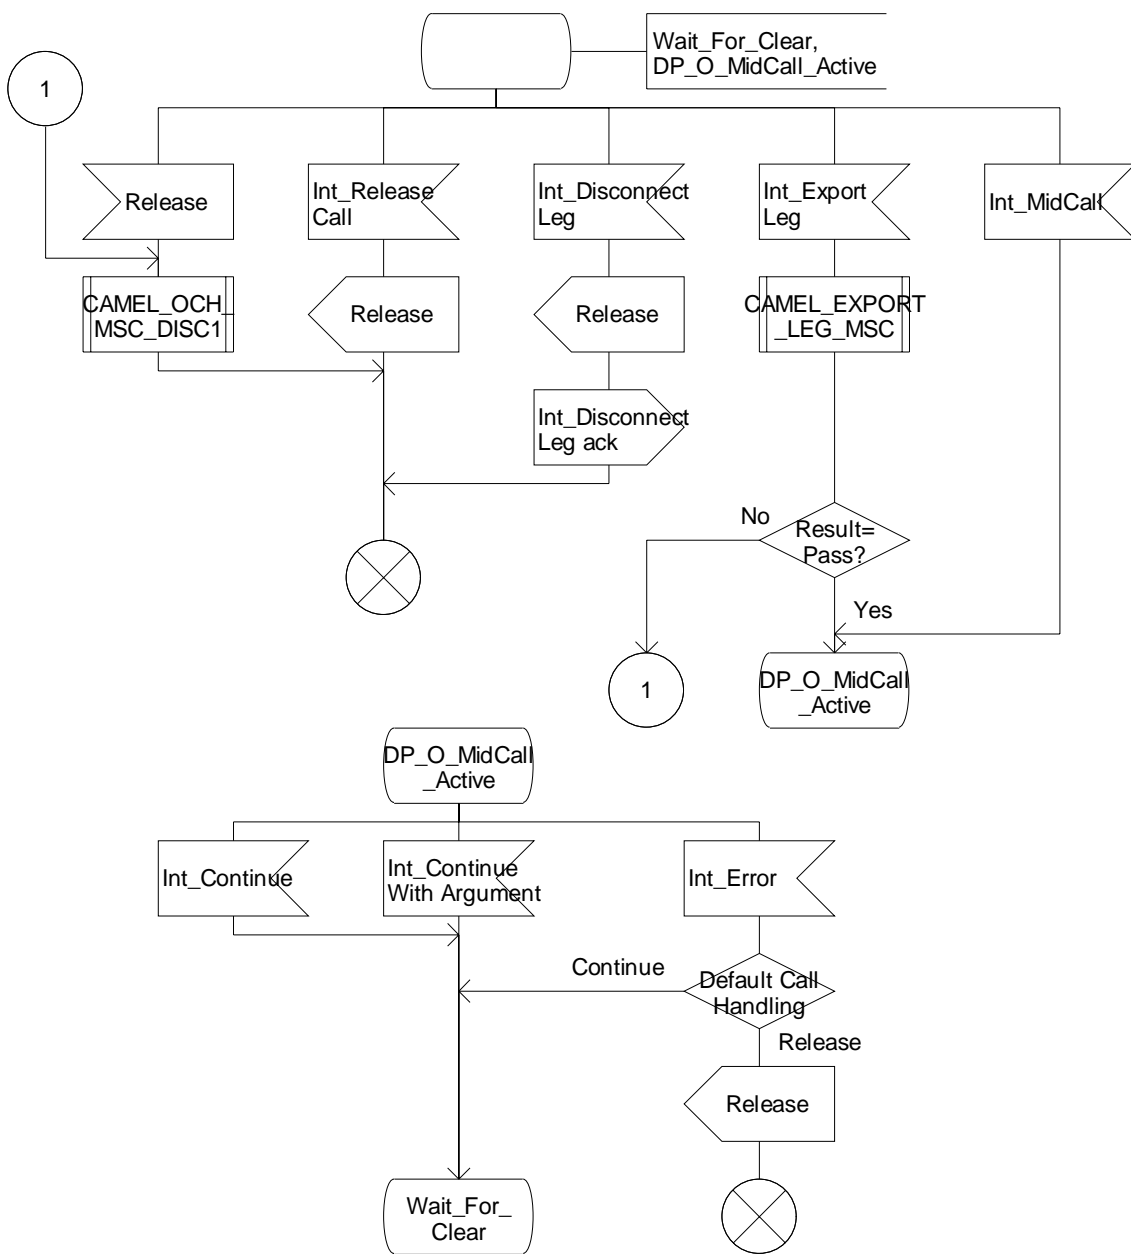 Wait_For_Clear,
DP_O_MidCall_Active
1
Release
Int_Release
Call
Int_Disconnect
Leg
Int_Export
Leg
Int_MidCall
CAMEL_OCH_
MSC_DISC1
Release
Release
CAMEL_EXPORT
_LEG_MSC
Int_Disconnect
Leg ack
No
Result=
Pass?
Yes
1
DP_O_MidCall
_Active
DP_O_MidCall
_Active
Int_Continue
Int_Continue
With Argument
Int_Error
Continue
Default Call
Handling
Release
Release
Wait_For_
Clear